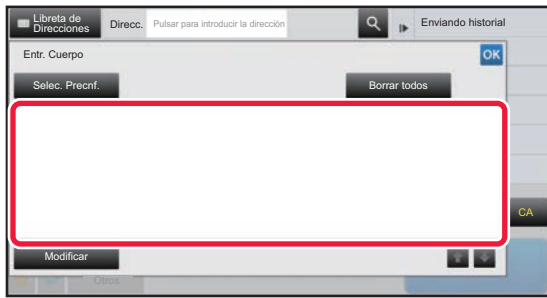 Libreta de
Direcciones
Direcc.
Pulsar para introducir la dirección
Enviando historial
Entr. Cuerpo
OK
Selec. Precnf.
Borrar todos
CA
Modificar
Otros